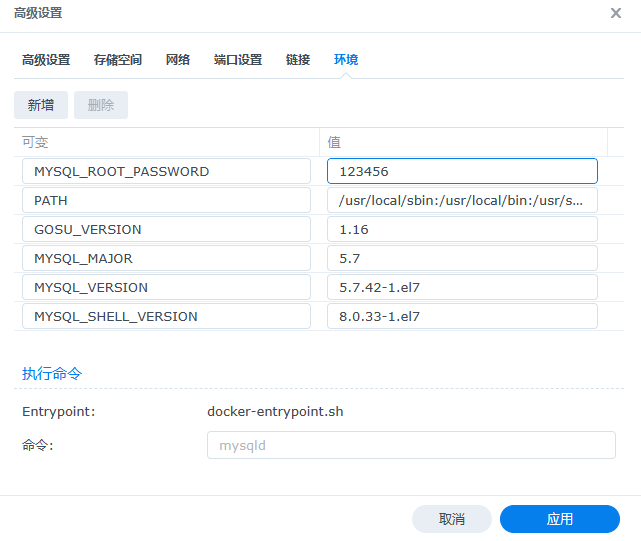 高级设置
高级设置 存储空间 网络 端口设置 链接 环境
新增 删除
可变 值
MYSQL_ROOT_PASSWORD 123456
PATH /usr/local/sbin:/usr/local/bin:/usr/s...
GOSU_VERSION 1.16
MYSQL_MAJOR 5.7
MYSQL_VERSION 5.7.42-1.el7
MYSQL_SHELL_VERSION 8.0.33-1.el7
执行命令
Entrypoint: docker-entrypoint.sh
命令: mysqld
取消 应用